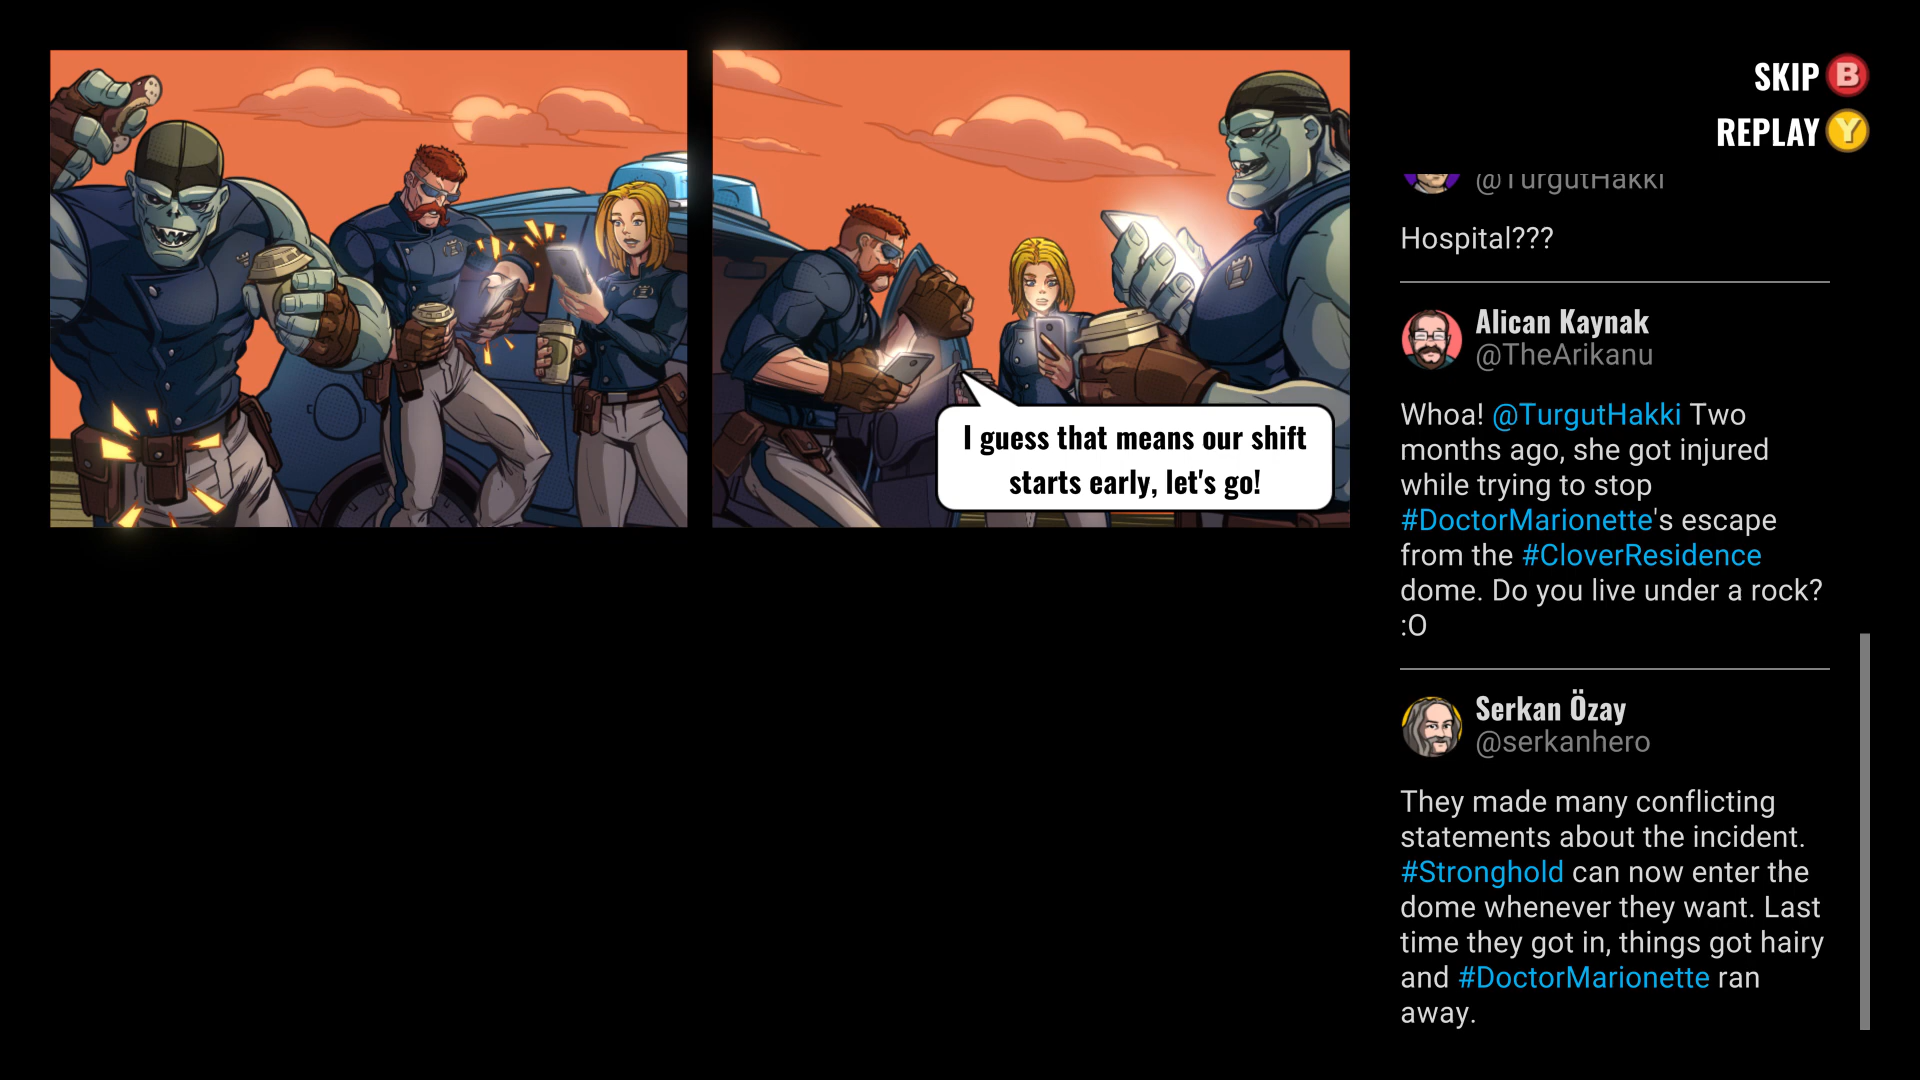 I guess that means our shift
starts early, let's go!
SKIP B
REPLAY Y
@TurgutHakki
Hospital???
Alican Kaynak
@TheArikanu
Whoa! @TurgutHakki Two
months ago, she got injured
while trying to stop
#DoctorMarionette's escape
from the #CloverResidence
dome. Do you live under a rock?
:O
Serkan Özay
@serkanhero
They made many conflicting
statements about the incident.
#Stronghold can now enter the
dome whenever they want. Last
time they got in, things got hairy
and #DoctorMarionette ran
away.